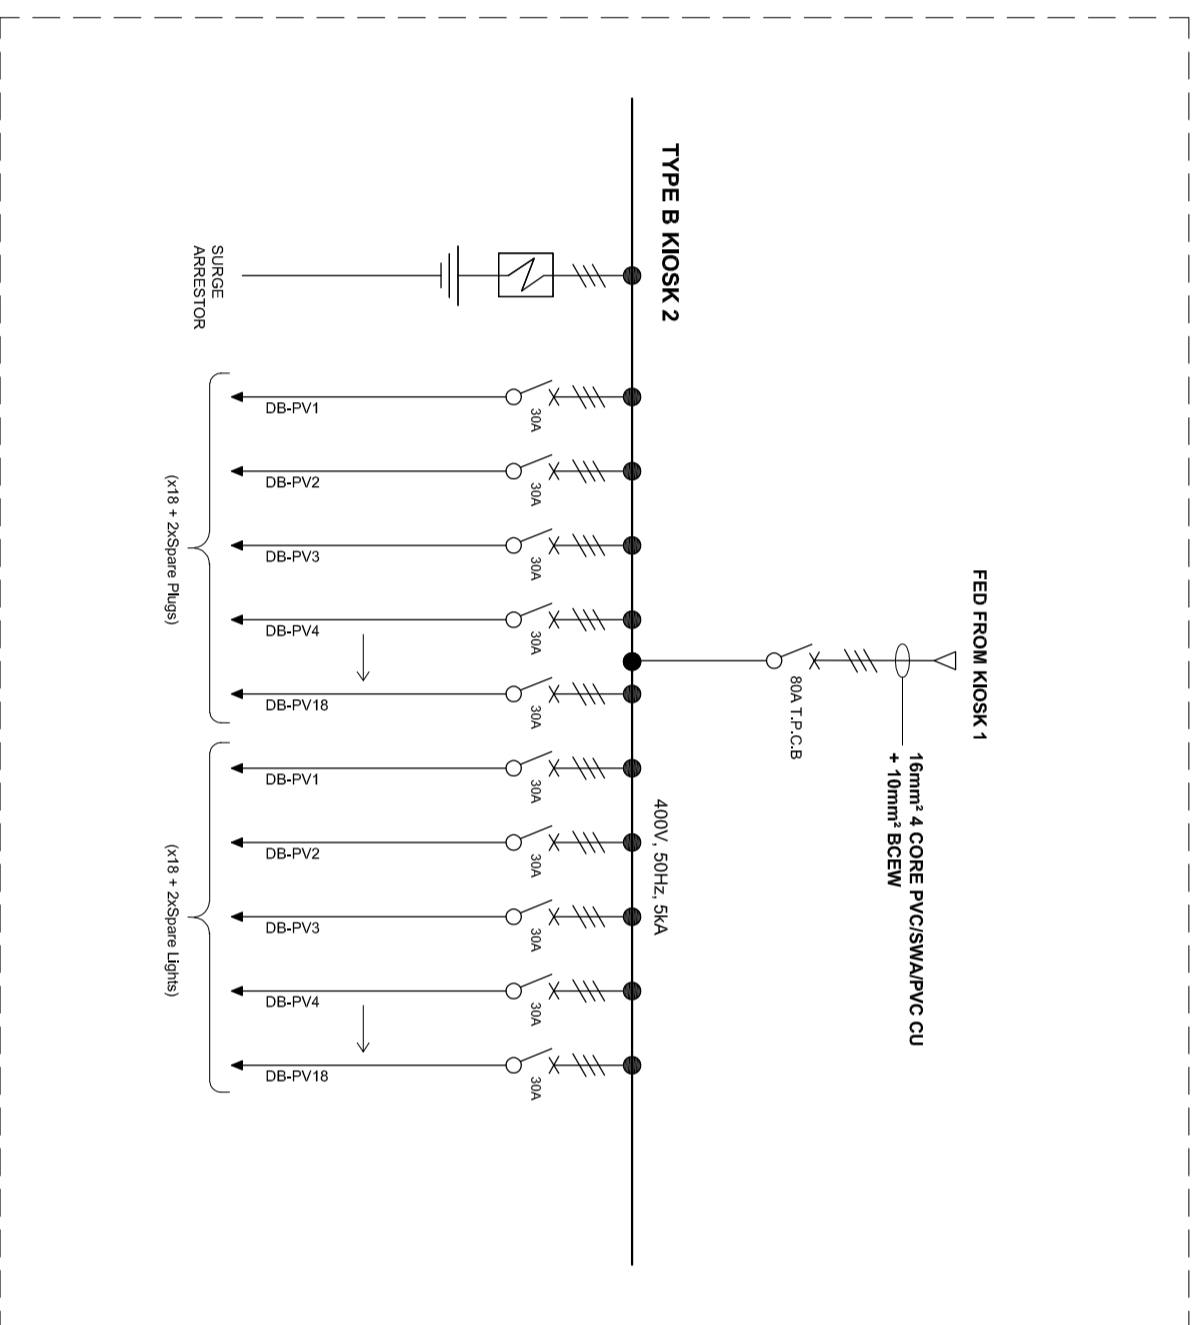 FED FROM KIOSK 1
16mm² 4 CORE PVC/SWA/PVC CU
+ 10mm² BCEW
80A T.P.C.B
TYPE B KIOSK 2
400V, 50Hz, 5kA
30A
30A
30A
30A
30A
30A
30A
30A
30A
30A
DB-PV1
DB-PV2
DB-PV3
DB-PV4
DB-PV18
DB-PV1
DB-PV2
DB-PV3
DB-PV4
DB-PV18
SURGE
ARRESTOR
(x18 + 2xSpare Plugs)
(x18 + 2xSpare Lights)